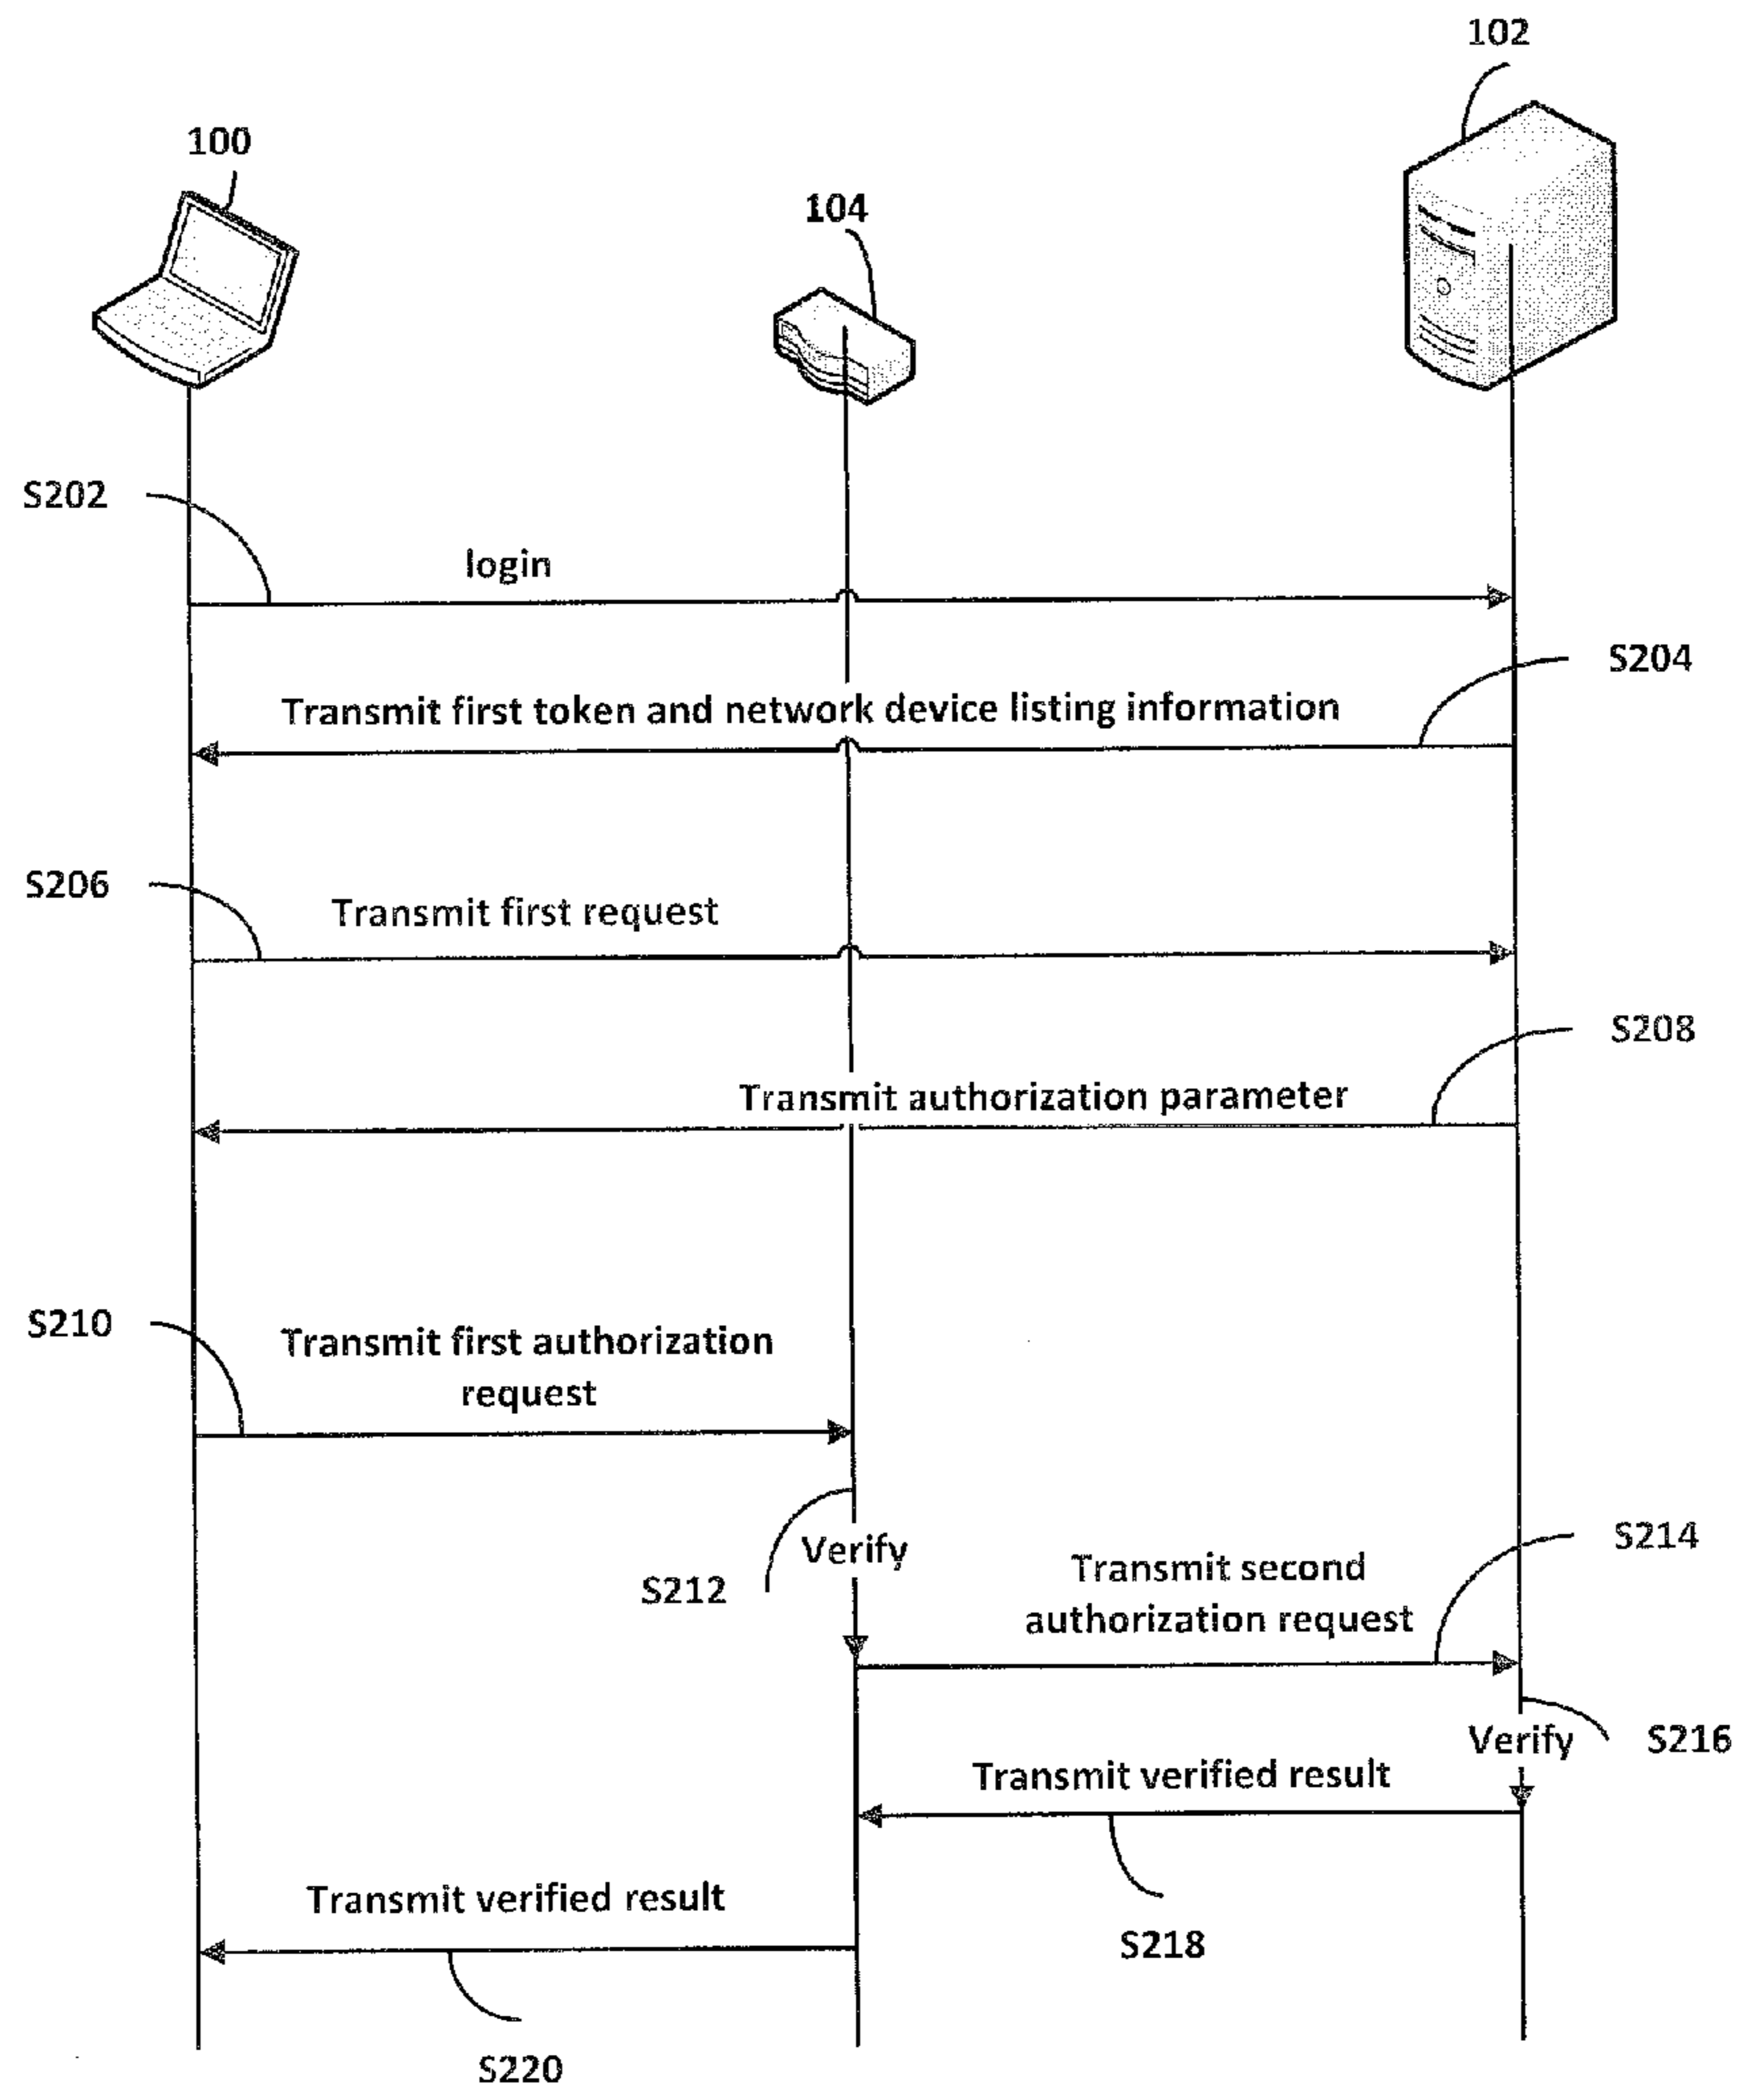 102
100
104
S202
login
S204
Transmit first token and network device listing information
S206
Transmit first request
S208
Transmit authorization parameter
S210
Transmit first authorization
request
S212
Verify
S214
Transmit second
authorization request
Verify
S216
Transmit verified result
S218
Transmit verified result
S220